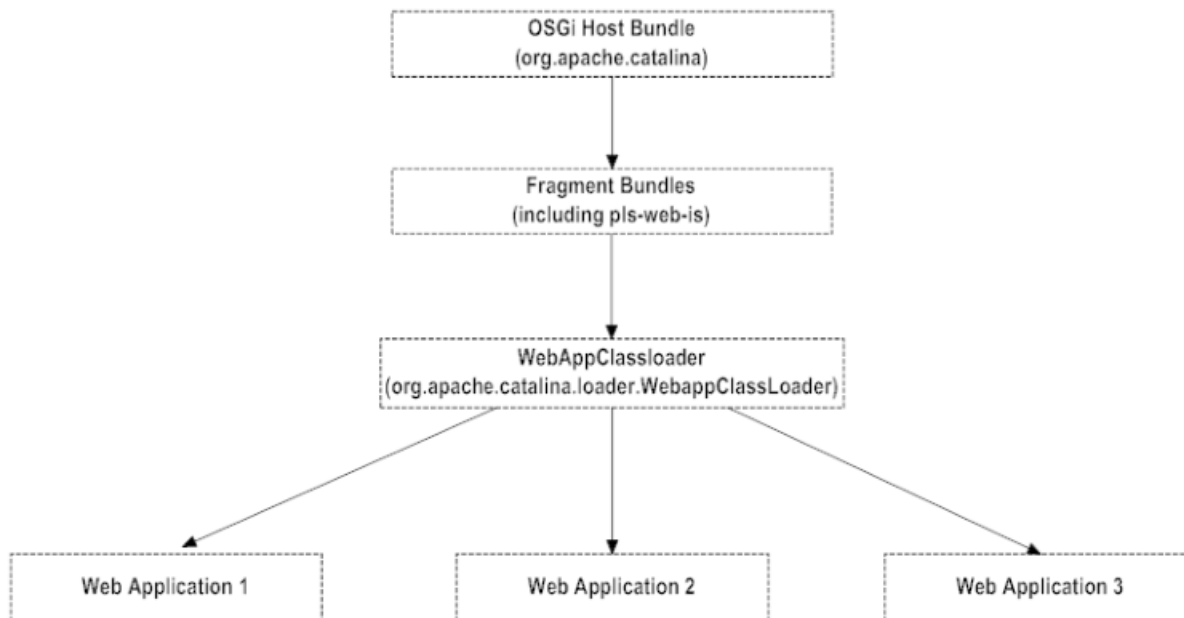 OSGi Host Bundle
(org.apache.catalina)
Fragment Bundles
(including pls-web-is)
WebAppClassloader
(org.apache.catalina.loader.WebappClassLoader)
Web Application 1
Web Application 2
Web Application 3